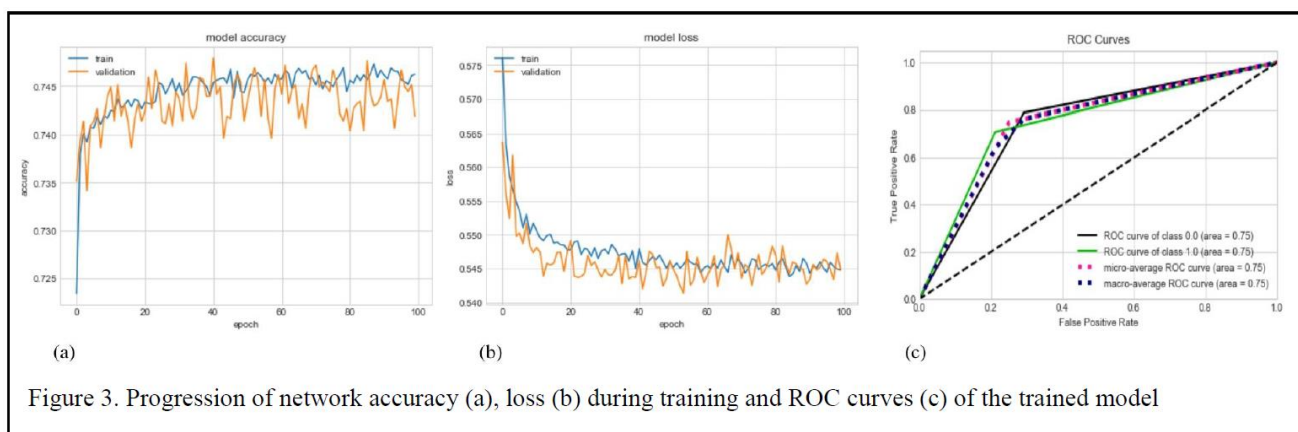 model accuracy
train
validation
0.745
0.740
0.735
0.730
0.725
accuracy
0
20
40
60
80
100
epoch
(a)
model loss
train
validation
0.575
0.570
0.565
0.560
0.555
0.550
0.545
0.540
loss
0
20
40
60
80
100
epoch
(b)
ROC Curves
1.0
0.8
0.6
0.4
0.2
0.0
True Positive Rate
ROC curve of class 0.0 (area = 0.75)
ROC curve of class 1.0 (area = 0.75)
micro-average ROC curve (area = 0.75)
macro-average ROC curve (area = 0.75)
0.0
0.2
0.4
0.6
0.8
1.0
False Positive Rate
(c)
Figure 3. Progression of network accuracy (a), loss (b) during training and ROC curves (c) of the trained model